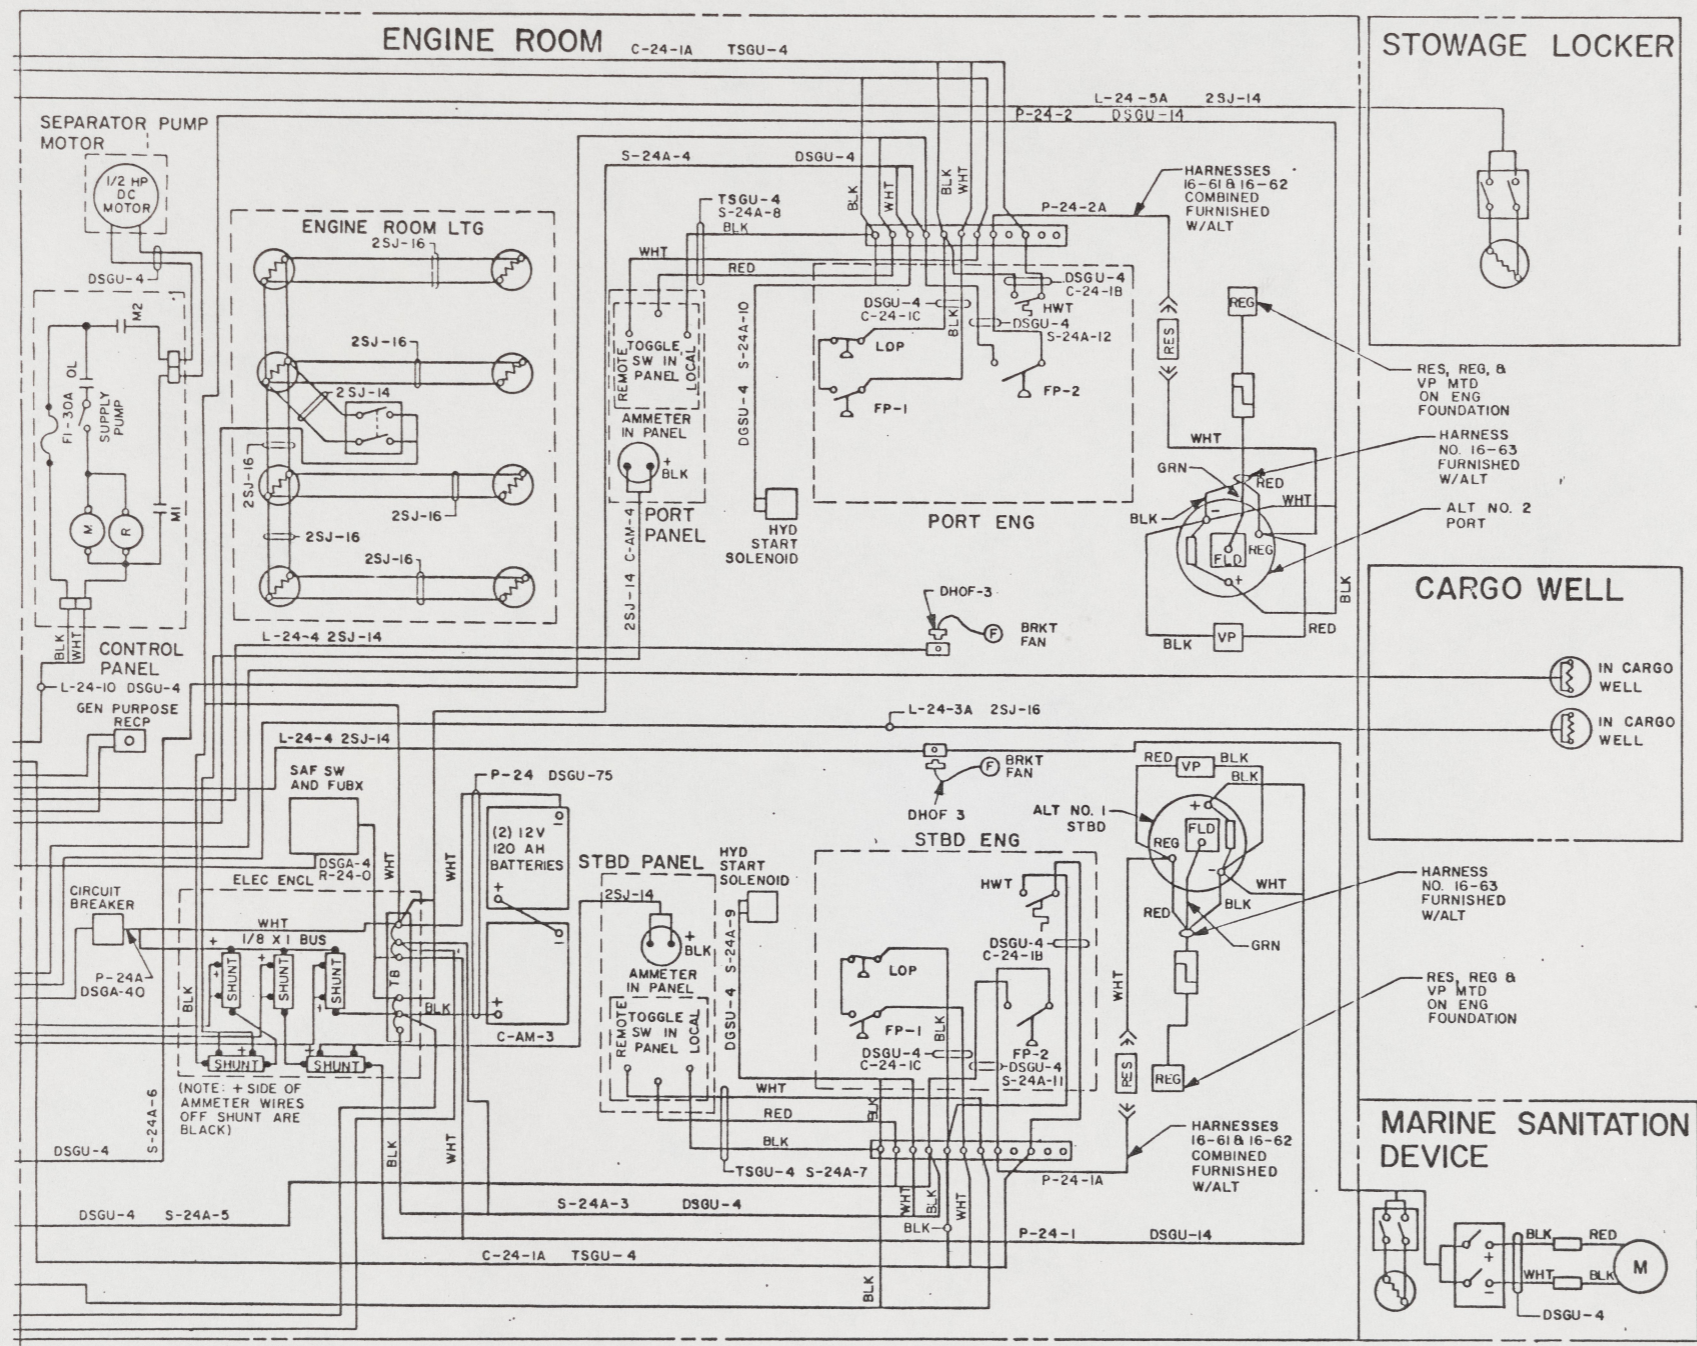 ENGINE ROOM
C-24-1A TSGU-4
STOWAGE LOCKER
L-24-5A 2SJ-14
P-24-2 DSGU-14
SEPARATOR PUMP
MOTOR
1/2 HP
DC
MOTOR
DSGU-4
S-24A-4 DSGU-4
BLK
WHT
BLK
WHT
HARNESSES
16-61 & 16-62
COMBINED
FURNISHED
W/ALT
P-24-2A
TSGU-4
S-24A-8
BLK
WHT
RED
ENGINE ROOM LTG
2SJ-16
2SJ-16
2SJ-14
2SJ-16
2SJ-16
2SJ-16
2SJ-16
M2
OL
F1-30A
SUPPLY
PUMP
M
R
M1
BLK
WHT
CONTROL
PANEL
REMOTE
TOGGLE
SW IN
PANEL
LOCAL
AMMETER
IN PANEL
+
BLK
PORT
PANEL
2SJ-14 C-AM-4
DGSU-4 S-24A-10
HYD
START
SOLENOID
DSGU-4
C-24-1C
BLK
DSGU-4
C-24-1B
HWT
DSGU-4
S-24A-12
LOP
FP-1
FP-2
PORT ENG
RES
REG
RES, REG, &
VP MTD
ON ENG
FOUNDATION
WHT
GRN
RED
WHT
BLK
-
FLD
REG
+
HARNESS
NO. 16-63
FURNISHED
W/ALT
ALT NO. 2
PORT
BLK
VP
RED
BLK
DHOF-3
F
BRKT
FAN
L-24-4 2SJ-14
L-24-10 DSGU-4
GEN PURPOSE
RECP
CARGO WELL
IN CARGO
WELL
IN CARGO
WELL
L-24-3A 2SJ-16
L-24-4 2SJ-14
F
BRKT
FAN
DHOF 3
SAF SW
AND FUBX
P-24 DSGU-75
DSGA-4
R-24-0
WHT
WHT
(2) 12V
120 AH
BATTERIES
-
+
-
+
C-AM-3
ELEC ENCL
CIRCUIT
BREAKER
WHT
1/8 X 1 BUS
P-24A
DSGA-40
BLK
+
+
SHUNT
+
SHUNT
+
+
SHUNT
+
SHUNT
+
SHUNT
TB
BLK
(NOTE: + SIDE OF
AMMETER WIRES
OFF SHUNT ARE
BLACK)
S-24A-6
DSGU-4
BLK
WHT
STBD PANEL
2SJ-14
+
BLK
AMMETER
IN PANEL
REMOTE
TOGGLE
SW IN
PANEL
LOCAL
HYD
START
SOLENOID
DGSU-4 S-24A-9
WHT
RED
BLK
TSGU-4 S-24A-7
STBD ENG
HWT
DSGU-4
C-24-1B
LOP
FP-1
BLK
FP-2
DSGU-4
C-24-1C
DSGU-4
S-24A-11
BLK
RED
VP
BLK
BLK
ALT NO. 1
STBD
+
FLD
REG
-
WHT
RED
BLK
GRN
HARNESS
NO. 16-63
FURNISHED
W/ALT
WHT
RES
REG
RES, REG &
VP MTD
ON ENG
FOUNDATION
HARNESSES
16-61 & 16-62
COMBINED
FURNISHED
W/ALT
P-24-1A
WHT
BLK
BLK
WHT
DSGU-4 S-24A-5
S-24A-3 DSGU-4
P-24-1 DSGU-14
C-24-1A TSGU-4
BLK
MARINE SANITATION
DEVICE
+
-
BLK
RED
WHT
BLK
M
DSGU-4